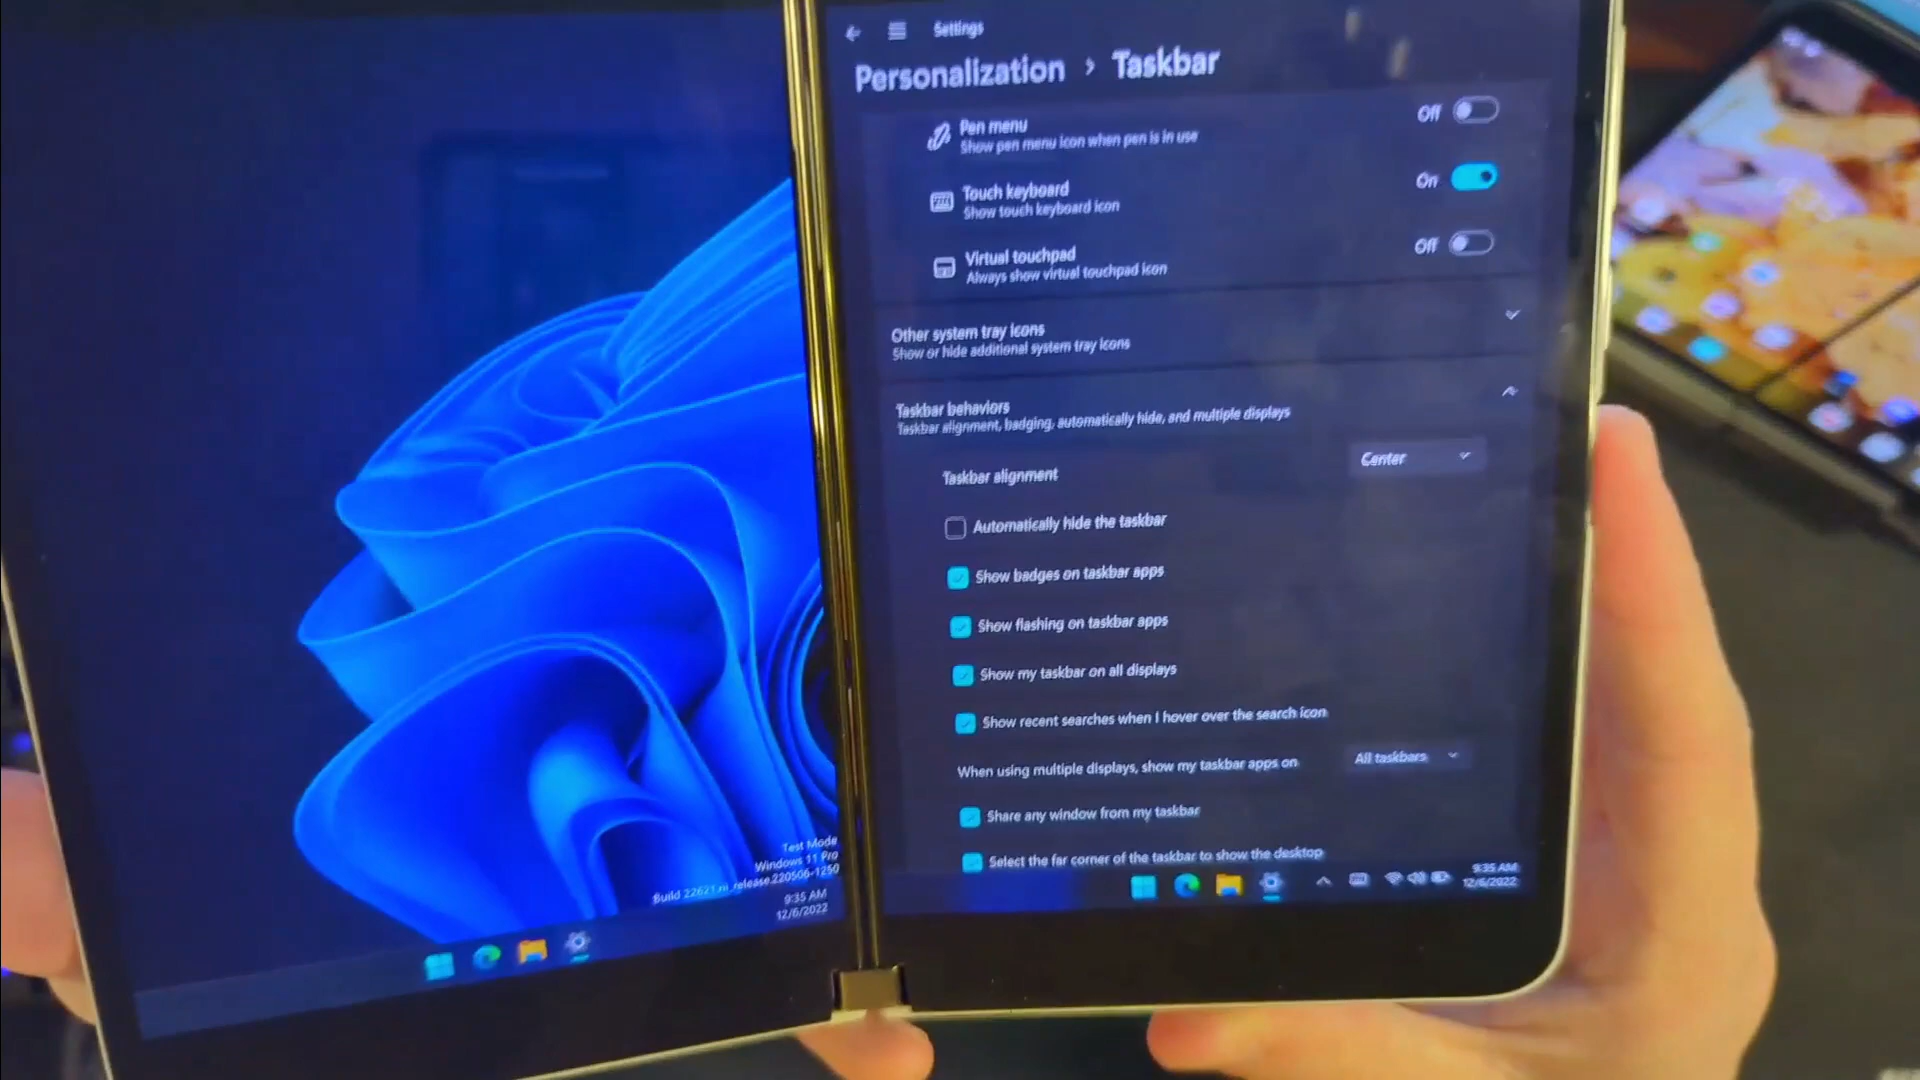 Settings
Personalization > Taskbar
Pen menu
Show pen menu icon when pen is in use
Off
Touch keyboard
Show touch keyboard icon
On
Virtual touchpad
Always show virtual touchpad icon
Off
Other system tray icons
Show or hide additional system tray icons
Taskbar behaviors
Taskbar alignment, badging, automatically hide, and multiple displays
Taskbar alignment
Center
Automatically hide the taskbar
Show badges on taskbar apps
Show flashing on taskbar apps
Show my taskbar on all displays
Show recent searches when I hover over the search icon
When using multiple displays, show my taskbar apps on
All taskbars
Share any window from my taskbar
Select the far corner of the taskbar to show the desktop
9:35 AM
12/6/2022
Test Mode
Windows 11 Pro
Build 22621.ni_release.220506-1250
9:35 AM
12/6/2022